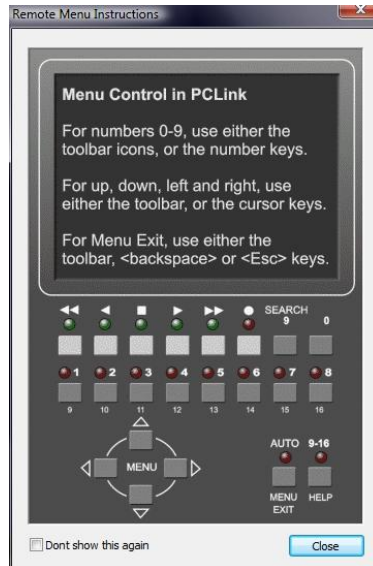 Remote Menu Instructions
Menu Control in PCLink
For numbers 0-9, use either the
toolbar icons, or the number keys.
For up, down, left and right, use
either the toolbar, or the cursor keys.
For Menu Exit, use either the
toolbar, <backspace> or <Esc> keys.
SEARCH
9 0
1 2 3 4 5 6 7 8
9 10 11 12 13 14 15 16
MENU
AUTO 9-16
MENU EXIT HELP
Dont show this again
Close